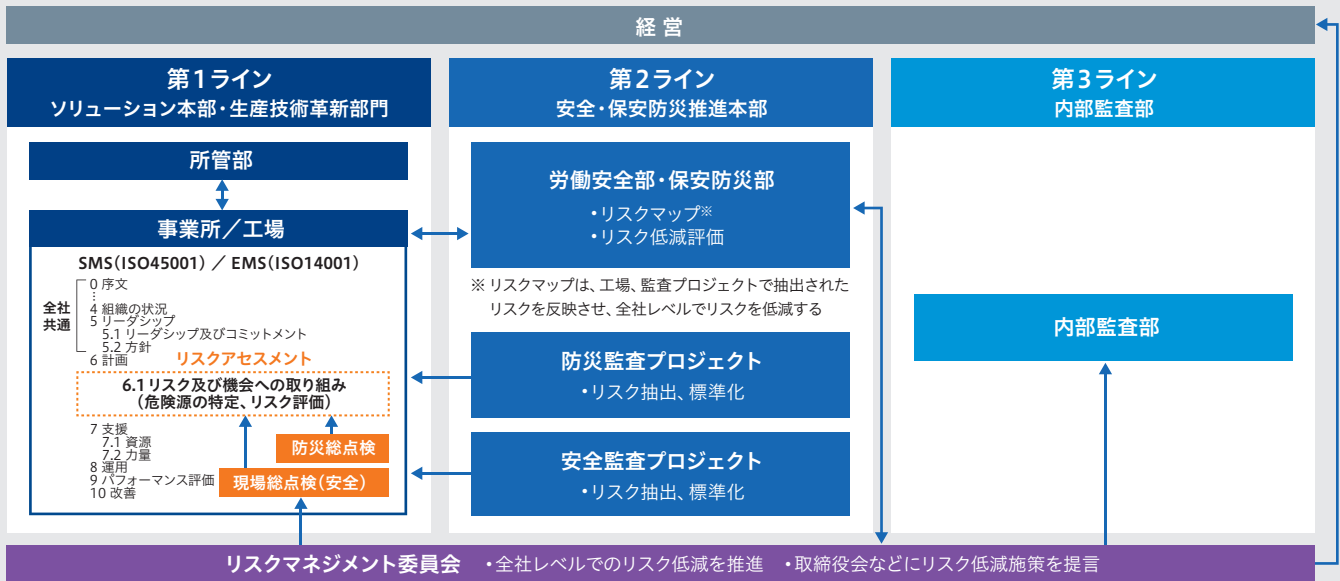 経営
第1ライン
ソリューション本部・生産技術革新部門
所管部
事業所／工場
SMS(ISO45001) ／ EMS(ISO14001)
全社
共通
0 序文
⋮
4 組織の状況
5 リーダシップ
5.1 リーダシップ及びコミットメント
5.2 方針
6 計画
リスクアセスメント
6.1リスク及び機会への取り組み
(危険源の特定、リスク評価)
7 支援
7.1 資源
7.2 力量
8 運用
9 パフォーマンス評価
10 改善
防災総点検
現場総点検(安全)
第2ライン
安全・保安防災推進本部
労働安全部・保安防災部
・リスクマップ※
・リスク低減評価
※ リスクマップは、工場、監査プロジェクトで抽出された
リスクを反映させ、全社レベルでリスクを低減する
防災監査プロジェクト
・リスク抽出、標準化
安全監査プロジェクト
・リスク抽出、標準化
第3ライン
内部監査部
内部監査部
リスクマネジメント委員会 ・全社レベルでのリスク低減を推進 ・取締役会などにリスク低減施策を提言